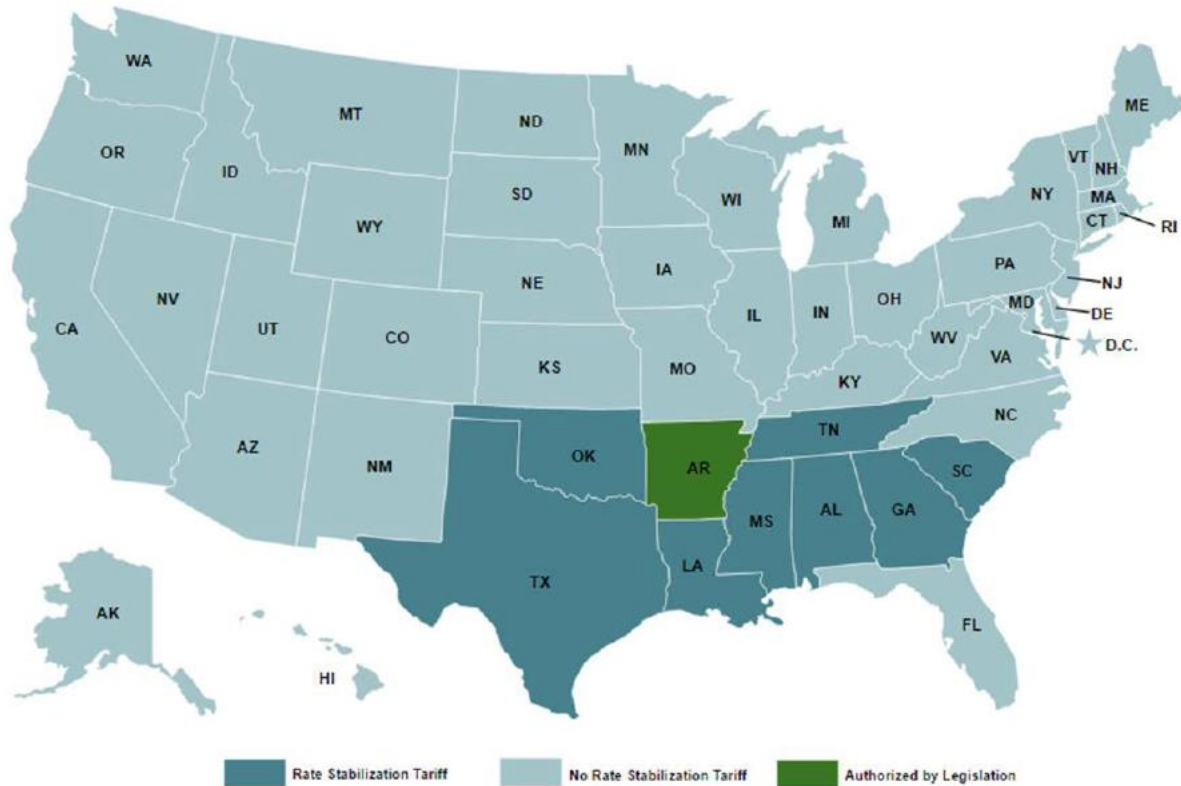 WA
MT
ND
MN
ME
OR
ID
SD
WI
MI
VT
NH
NY
MA
CT
RI
WY
IA
NE
PA
NJ
NV
UT
CO
IL
IN
OH
MD
DE
WV
D.C.
CA
KS
MO
KY
VA
NC
AZ
NM
OK
AR
TN
SC
MS
AL
GA
TX
LA
AK
HI
FL
Rate Stabilization Tariff
No Rate Stabilization Tariff
Authorized by Legislation